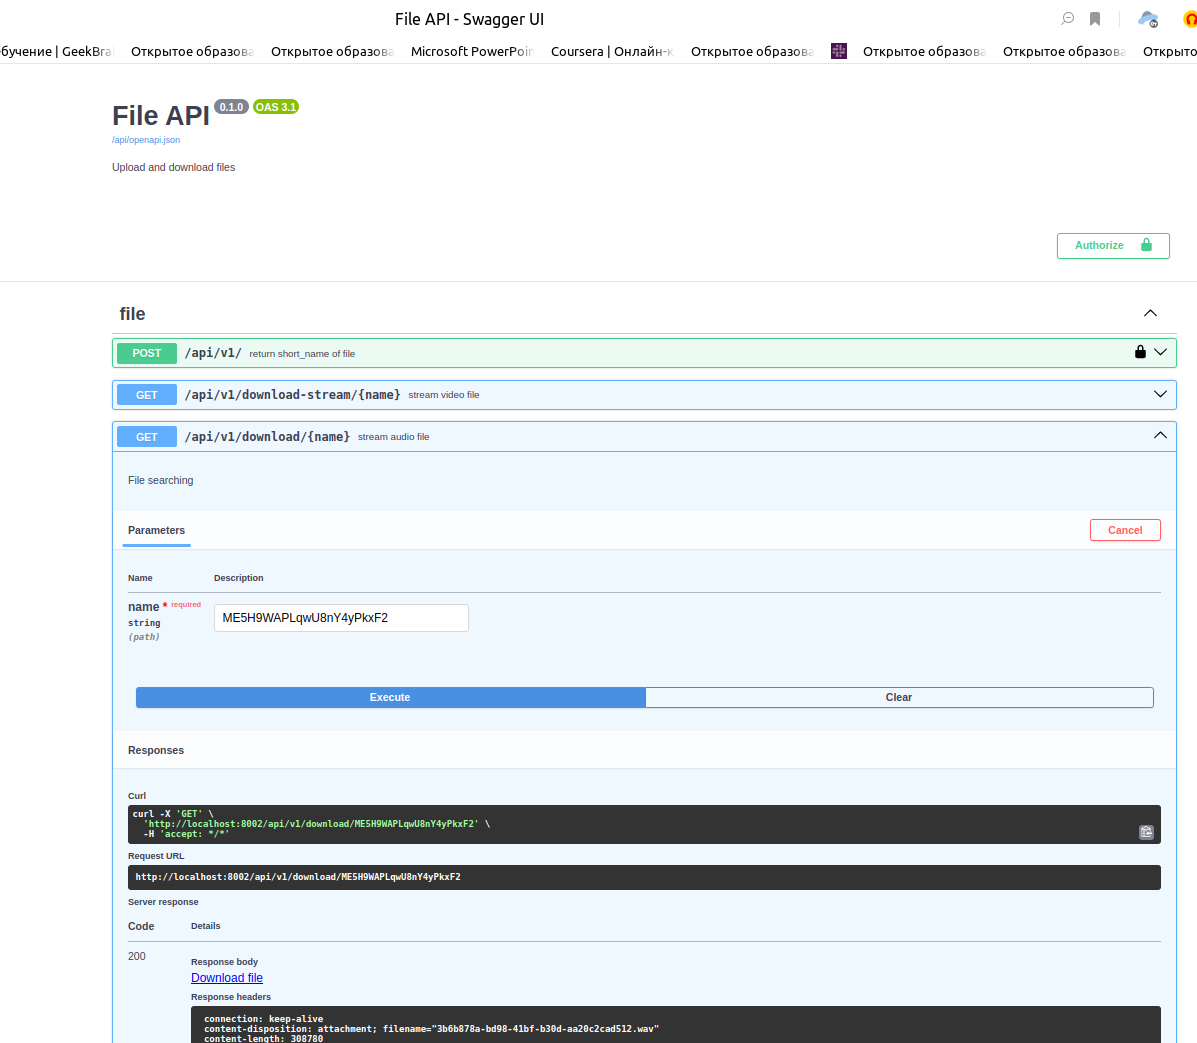 File API - Swagger UI
бучение | GeekBrai Открытое образова Открытое образова Microsoft PowerPoin Coursera | Онлайн-к Открытое образова Открытое образова Открытое образова Открыто
File API 0.1.0 OAS 3.1
/api/openapi.json
Upload and download files
Authorize
file
POST /api/v1/ return short_name of file
GET /api/v1/download-stream/{name} stream video file
GET /api/v1/download/{name} stream audio file
File searching
Parameters Cancel
Name Description
name * required ME5H9WAPLqwU8nY4yPkxF2
string
(path)
Execute Clear
Responses
Curl
curl -X 'GET' \
'http://localhost:8002/api/v1/download/ME5H9WAPLqwU8nY4yPkxF2' \
-H 'accept: */*'
Request URL
http://localhost:8002/api/v1/download/ME5H9WAPLqwU8nY4yPkxF2
Server response
Code Details
200
Response body
Download file
Response headers
connection: keep-alive
content-disposition: attachment; filename="3b6b878a-bd98-41bf-b30d-aa20c2cad512.wav"
content-length: 308780